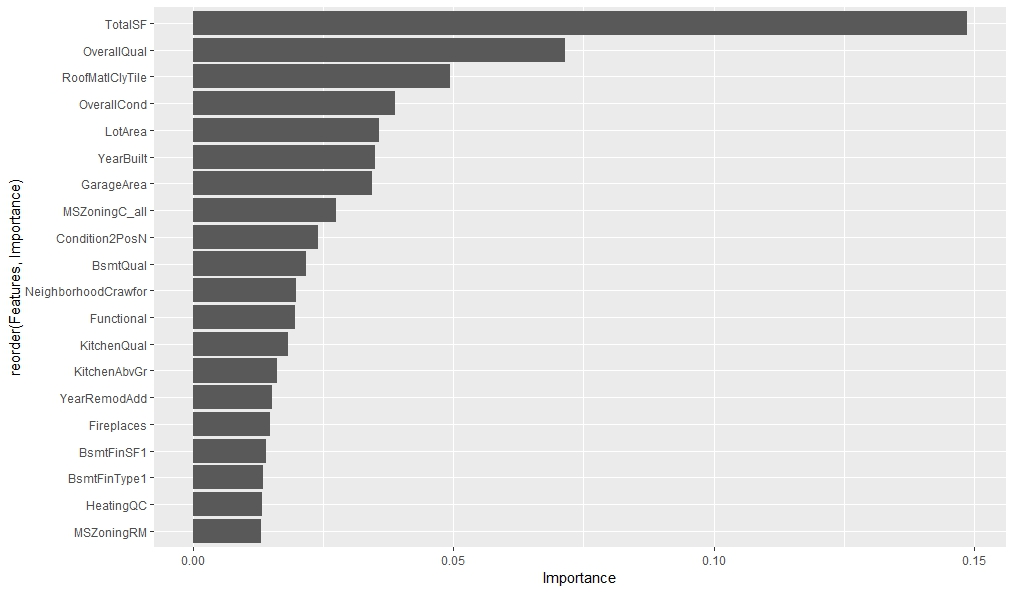 TotalSF
OverallQual
RoofMatlClyTile
OverallCond
LotArea
YearBuilt
GarageArea
MSZoningC_all
Condition2PosN
BsmtQual
NeighborhoodCrawfor
Functional
KitchenQual
KitchenAbvGr
YearRemodAdd
Fireplaces
BsmtFinSF1
BsmtFinType1
HeatingQC
MSZoningRM
reorder(Features, Importance)
0.00 0.05 0.10 0.15
Importance